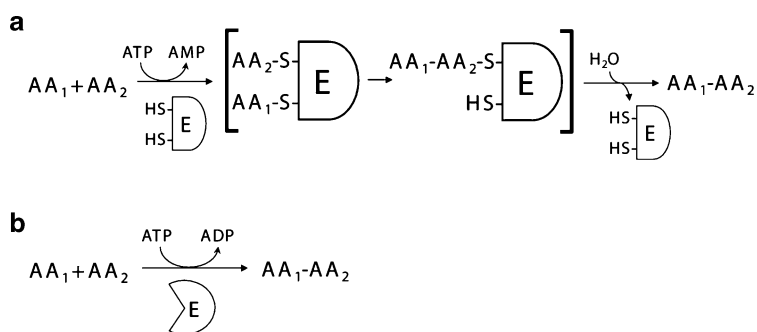 a
ATP AMP
AA₁+AA₂
HS-
HS-
E
AA₂-S-
AA₁-S-
E
AA₁-AA₂-S-
HS-
E
H₂O
AA₁-AA₂
HS-
HS-
E
b
ATP ADP
AA₁+AA₂
AA₁-AA₂
E